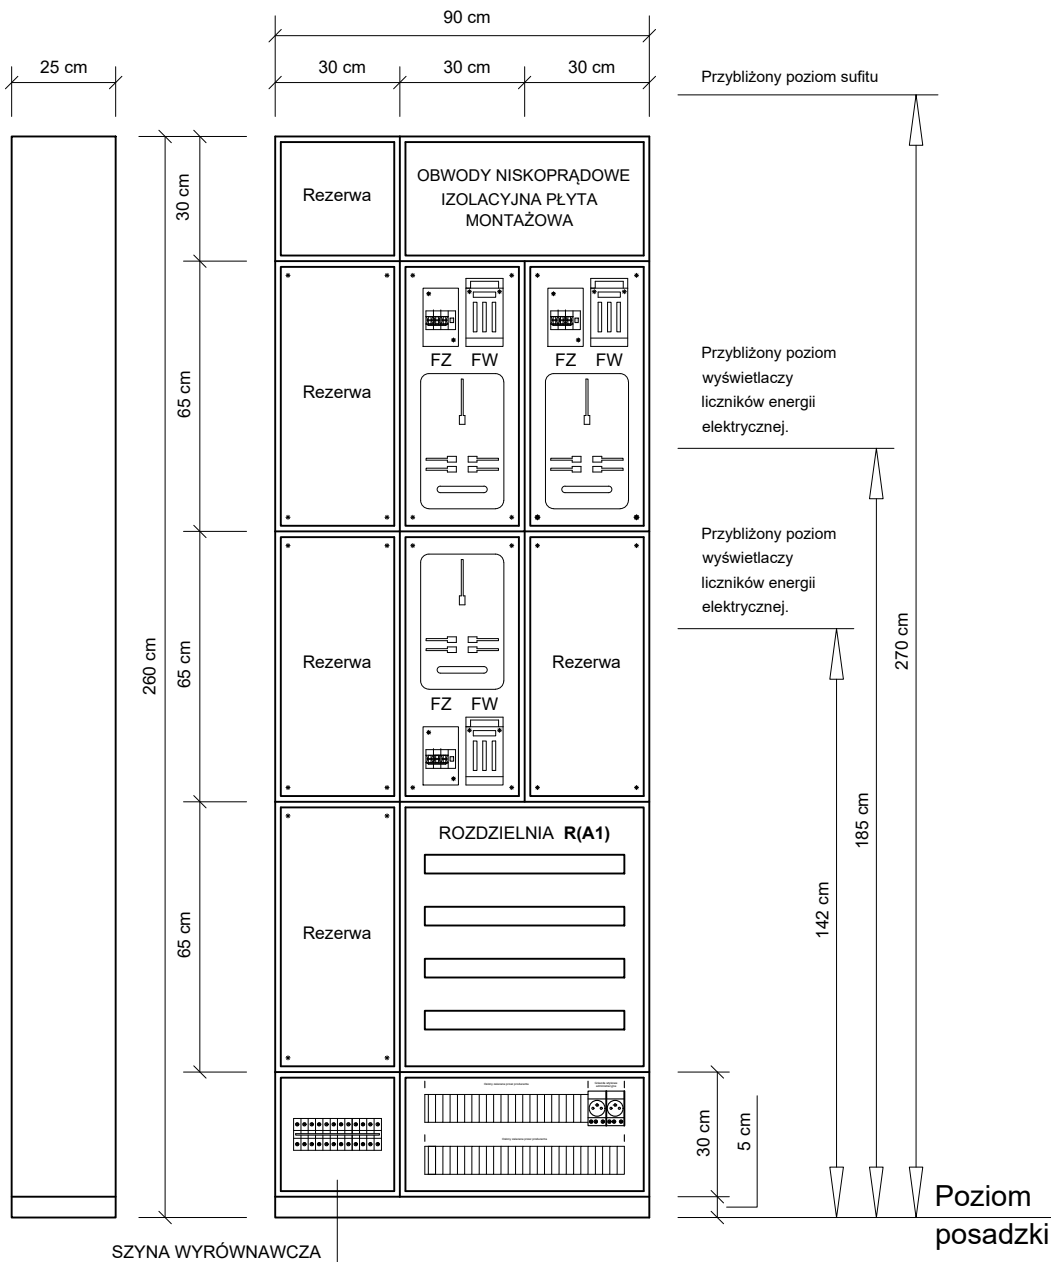 90 cm
25 cm
30 cm
30 cm
30 cm
Przybliżony poziom sufitu
30 cm
Rezerwa
OBWODY NISKOPRĄDOWE
IZOLACYJNA PŁYTA
MONTAŻOWA
65 cm
Rezerwa
FZ FW
FZ FW
Przybliżony poziom
wyświetlaczy
liczników energii
elektrycznej.
Przybliżony poziom
wyświetlaczy
liczników energii
elektrycznej.
260 cm
65 cm
Rezerwa
FZ FW
Rezerwa
270 cm
185 cm
142 cm
65 cm
Rezerwa
ROZDZIELNIA R(A1)
30 cm
5 cm
Poziom
posadzki
SZYNA WYRÓWNAWCZA